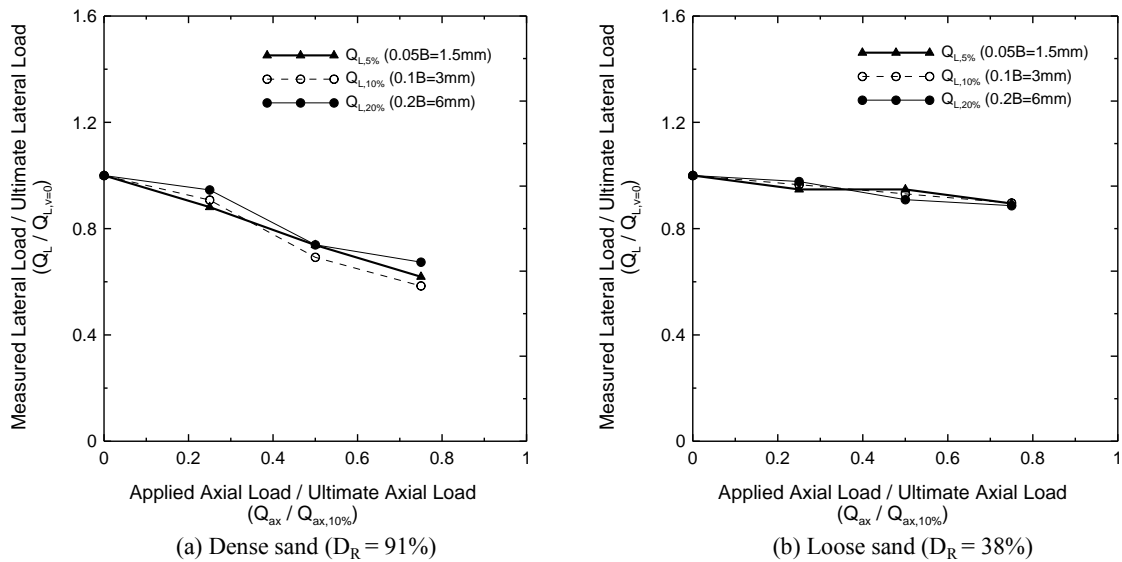 1.6
1.2
0.8
0.4
0
0 0.2 0.4 0.6 0.8 1
Measured Lateral Load / Ultimate Lateral Load
(Q_L / Q_L,v=0)
Q_L,5% (0.05B=1.5mm)
Q_L,10% (0.1B=3mm)
Q_L,20% (0.2B=6mm)
Applied Axial Load / Ultimate Axial Load
(Q_ax / Q_ax,10%)
(a) Dense sand (D_R = 91%)
1.6
1.2
0.8
0.4
0
0 0.2 0.4 0.6 0.8 1
Measured Lateral Load / Ultimate Lateral Load
(Q_L / Q_L,v=0)
Q_L,5% (0.05B=1.5mm)
Q_L,10% (0.1B=3mm)
Q_L,20% (0.2B=6mm)
Applied Axial Load / Ultimate Axial Load
(Q_ax / Q_ax,10%)
(b) Loose sand (D_R = 38%)